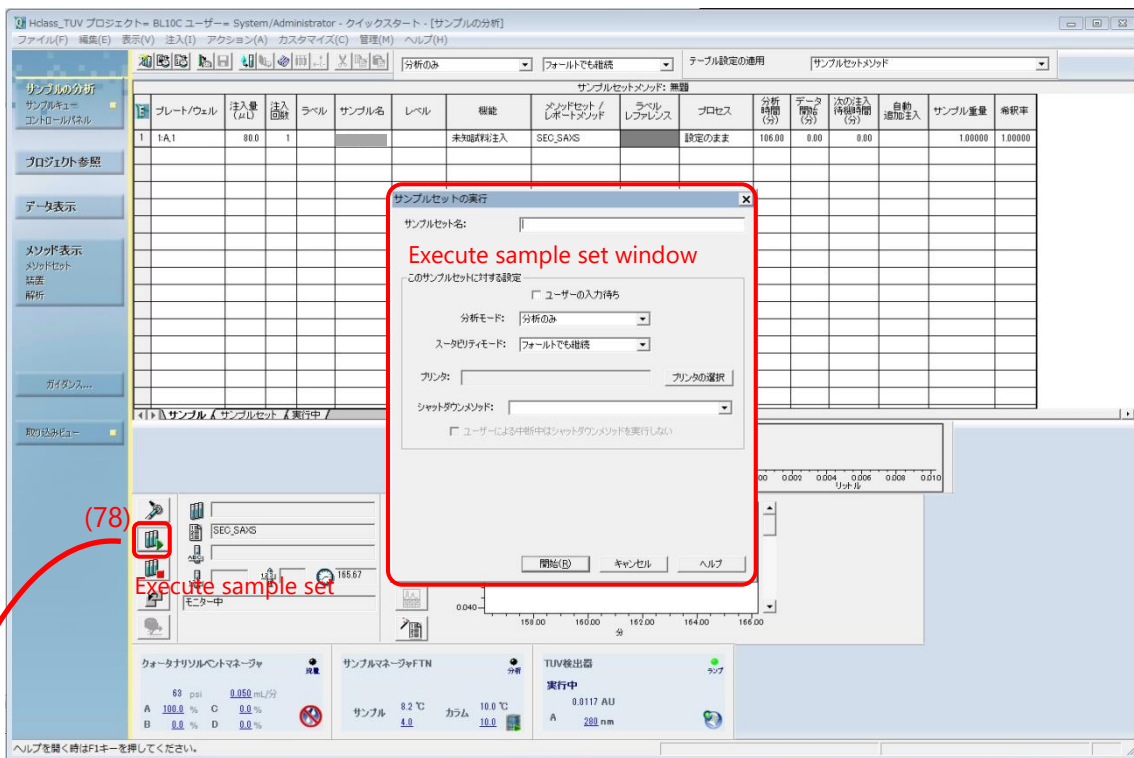 Hclass_TUV プロジェクト= BL10C ユーザー= System/Administrator - クイックスタート - [サンプルの分析]
ファイル(F) 編集(E) 表示(V) 注入(I) アクション(A) カスタマイズ(C) 管理(M) ヘルプ(H)
分析のみ フォールトでも継続 テーブル設定の適用 サンプルセットメソッド
サンプルの分析
サンプルキュー
コントロールパネル
プロジェクト参照
データ表示
メソッド表示
メソッドセット
装置
解析
ガイダンス...
取り込みビュー
サンプルセットメソッド: 無題
プレート/ウェル 注入量 (μL) 注入回数 ラベル サンプル名 レベル 機能 メソッドセット / レポートメソッド ラベルリファレンス プロセス 分析時間 (分) データ開始 (分) 次の注入待機時間 (分) 自動追加注入 サンプル重量 希釈率
1 1:A,1 80.0 1 未知試料注入 SEC_SAXS 設定のまま 106.00 0.00 0.00 1.00000 1.00000
サンプルセットの実行
サンプルセット名:
Execute sample set window
このサンプルセットに対する設定
ユーザーの入力待ち
分析モード: 分析のみ
スータビリティモード: フォールトでも継続
プリンタ: プリンタの選択
シャットダウンメソッド:
ユーザーによる中断中はシャットダウンメソッドを実行しない
開始(R) キャンセル ヘルプ
サンプル サンプルセット 実行中
0.002 0.004 0.006 0.008 0.010
リットル
(78)
SEC_SAXS
165.67
Execute sample set
モニター中
0.040
158.00 160.00 162.00 164.00 166.00
分
クォータナリソルベントマネージャ 流量
63 psi 0.050 mL/分
A 100.0 % C 0.0 %
B 0.0 % D 0.0 %
サンプルマネージャFTN 分析
サンプル 8.2 ℃ カラム 10.0 ℃
4.0 10.0
TUV検出器 ランプ
実行中
0.0117 AU
A 280 nm
ヘルプを開く時はF1キーを押してください。